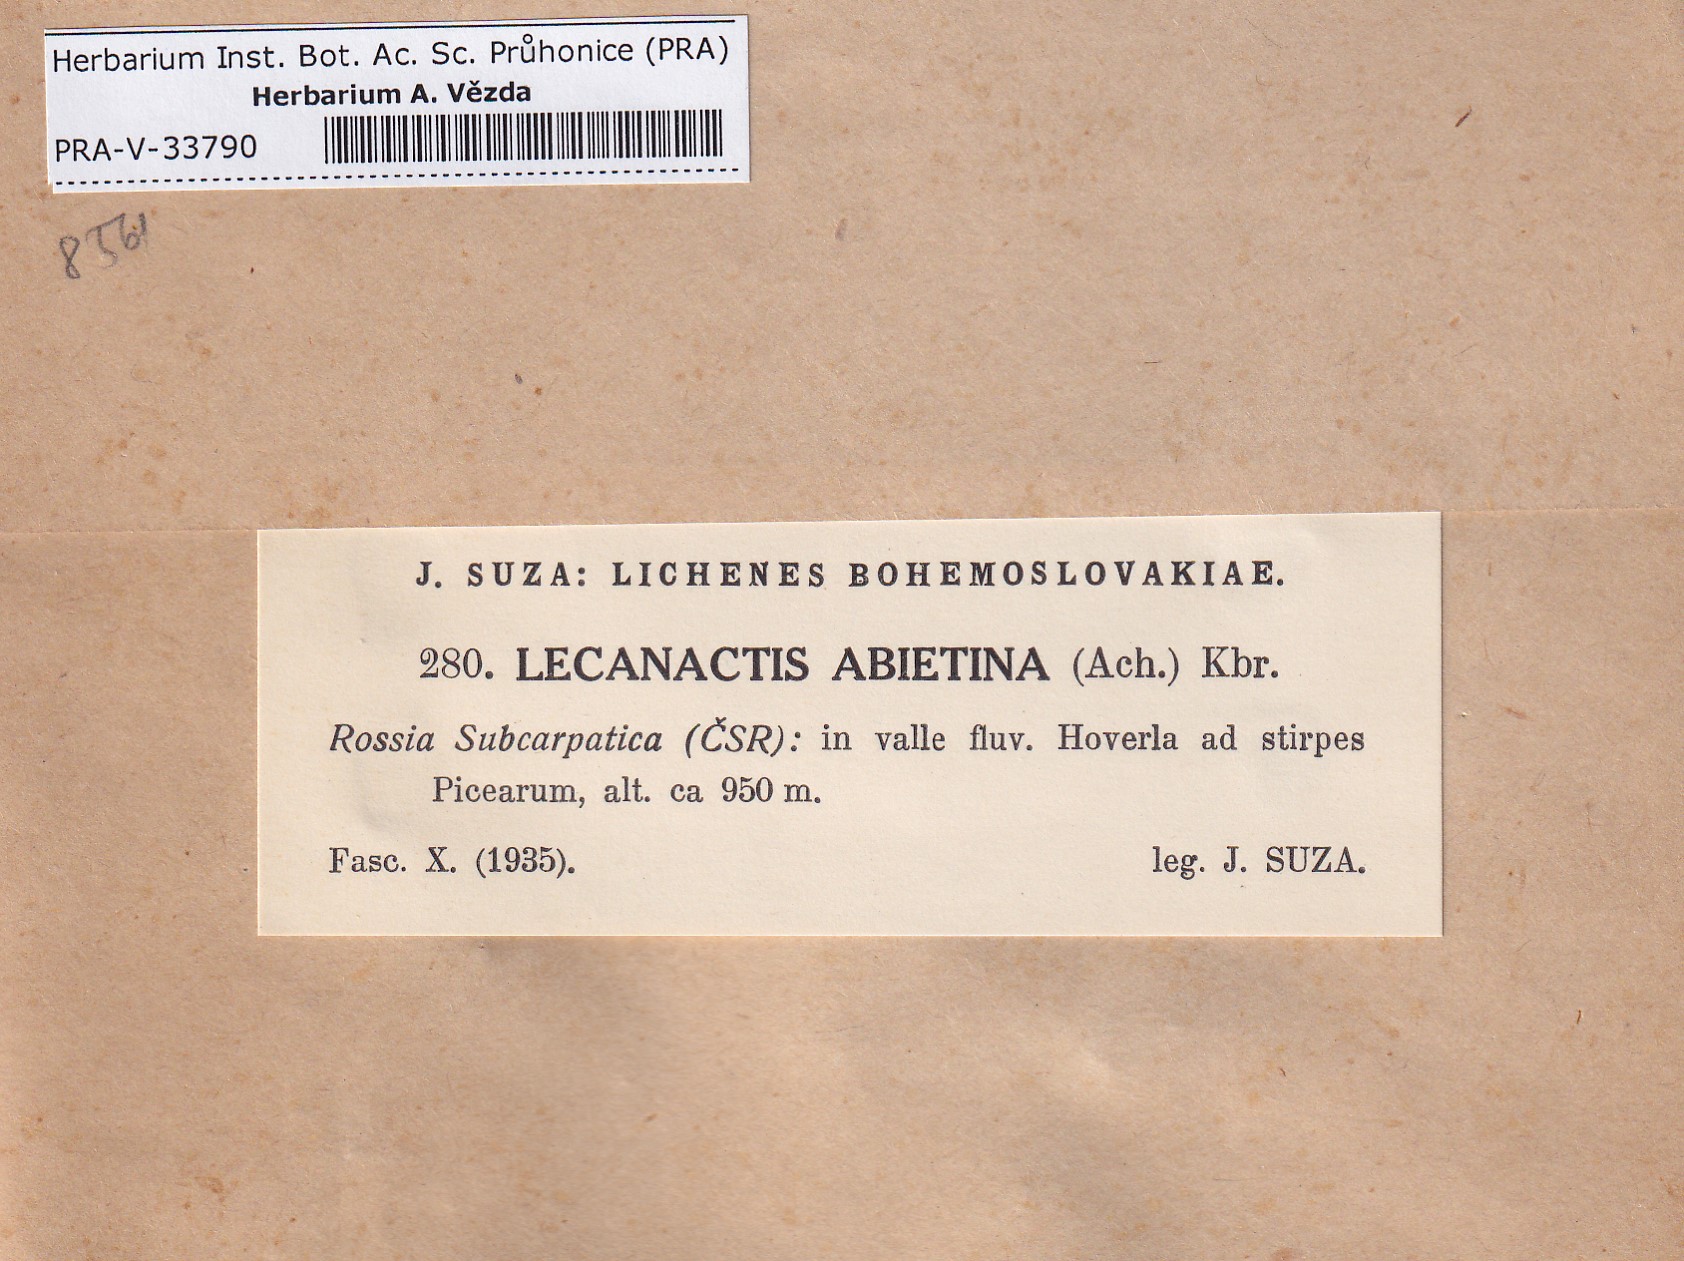 Herbarium Inst. Bot. Ac. Sc. Průhonice (PRA)
Herbarium A. Vězda
PRA-V-33790
8561
J. SUZA: LICHENES BOHEMOSLOVAKIAE.
280. LECANACTIS ABIETINA (Ach.) Kbr.
Rossia Subcarpatica (ČSR): in valle fluv. Hoverla ad stirpes
Picearum, alt. ca 950 m.
Fasc. X. (1935). leg. J. SUZA.